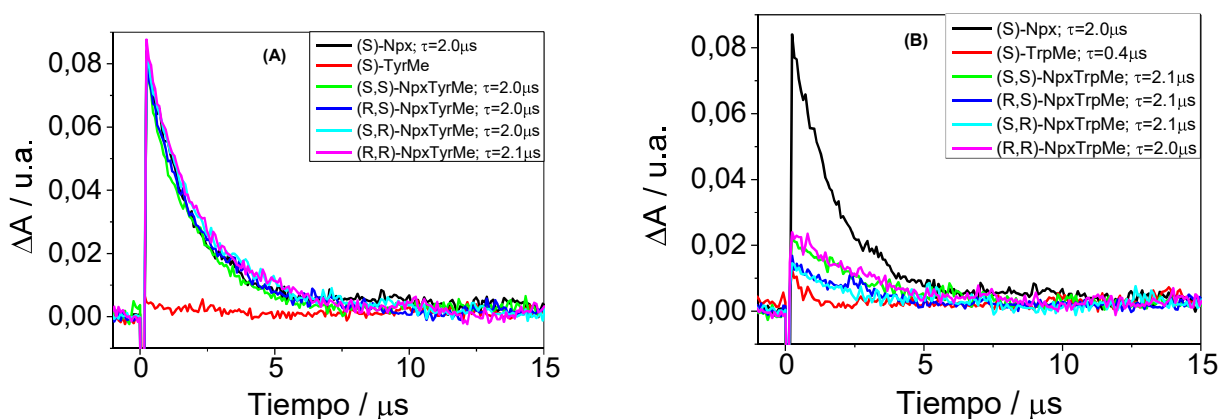 (A)
(S)-Npx; τ=2.0μs
(S)-TyrMe
(S,S)-NpxTyrMe; τ=2.0μs
(R,S)-NpxTyrMe; τ=2.0μs
(S,R)-NpxTyrMe; τ=2.0μs
(R,R)-NpxTyrMe; τ=2.1μs
ΔA / u.a.
0,08
0,06
0,04
0,02
0,00
0 5 10 15
Tiempo / μs
(B)
(S)-Npx; τ=2.0μs
(S)-TrpMe; τ=0.4μs
(S,S)-NpxTrpMe; τ=2.1μs
(R,S)-NpxTrpMe; τ=2.1μs
(S,R)-NpxTrpMe; τ=2.1μs
(R,R)-NpxTrpMe; τ=2.0μs
ΔA / u.a.
0,08
0,06
0,04
0,02
0,00
0 5 10 15
Tiempo / μs